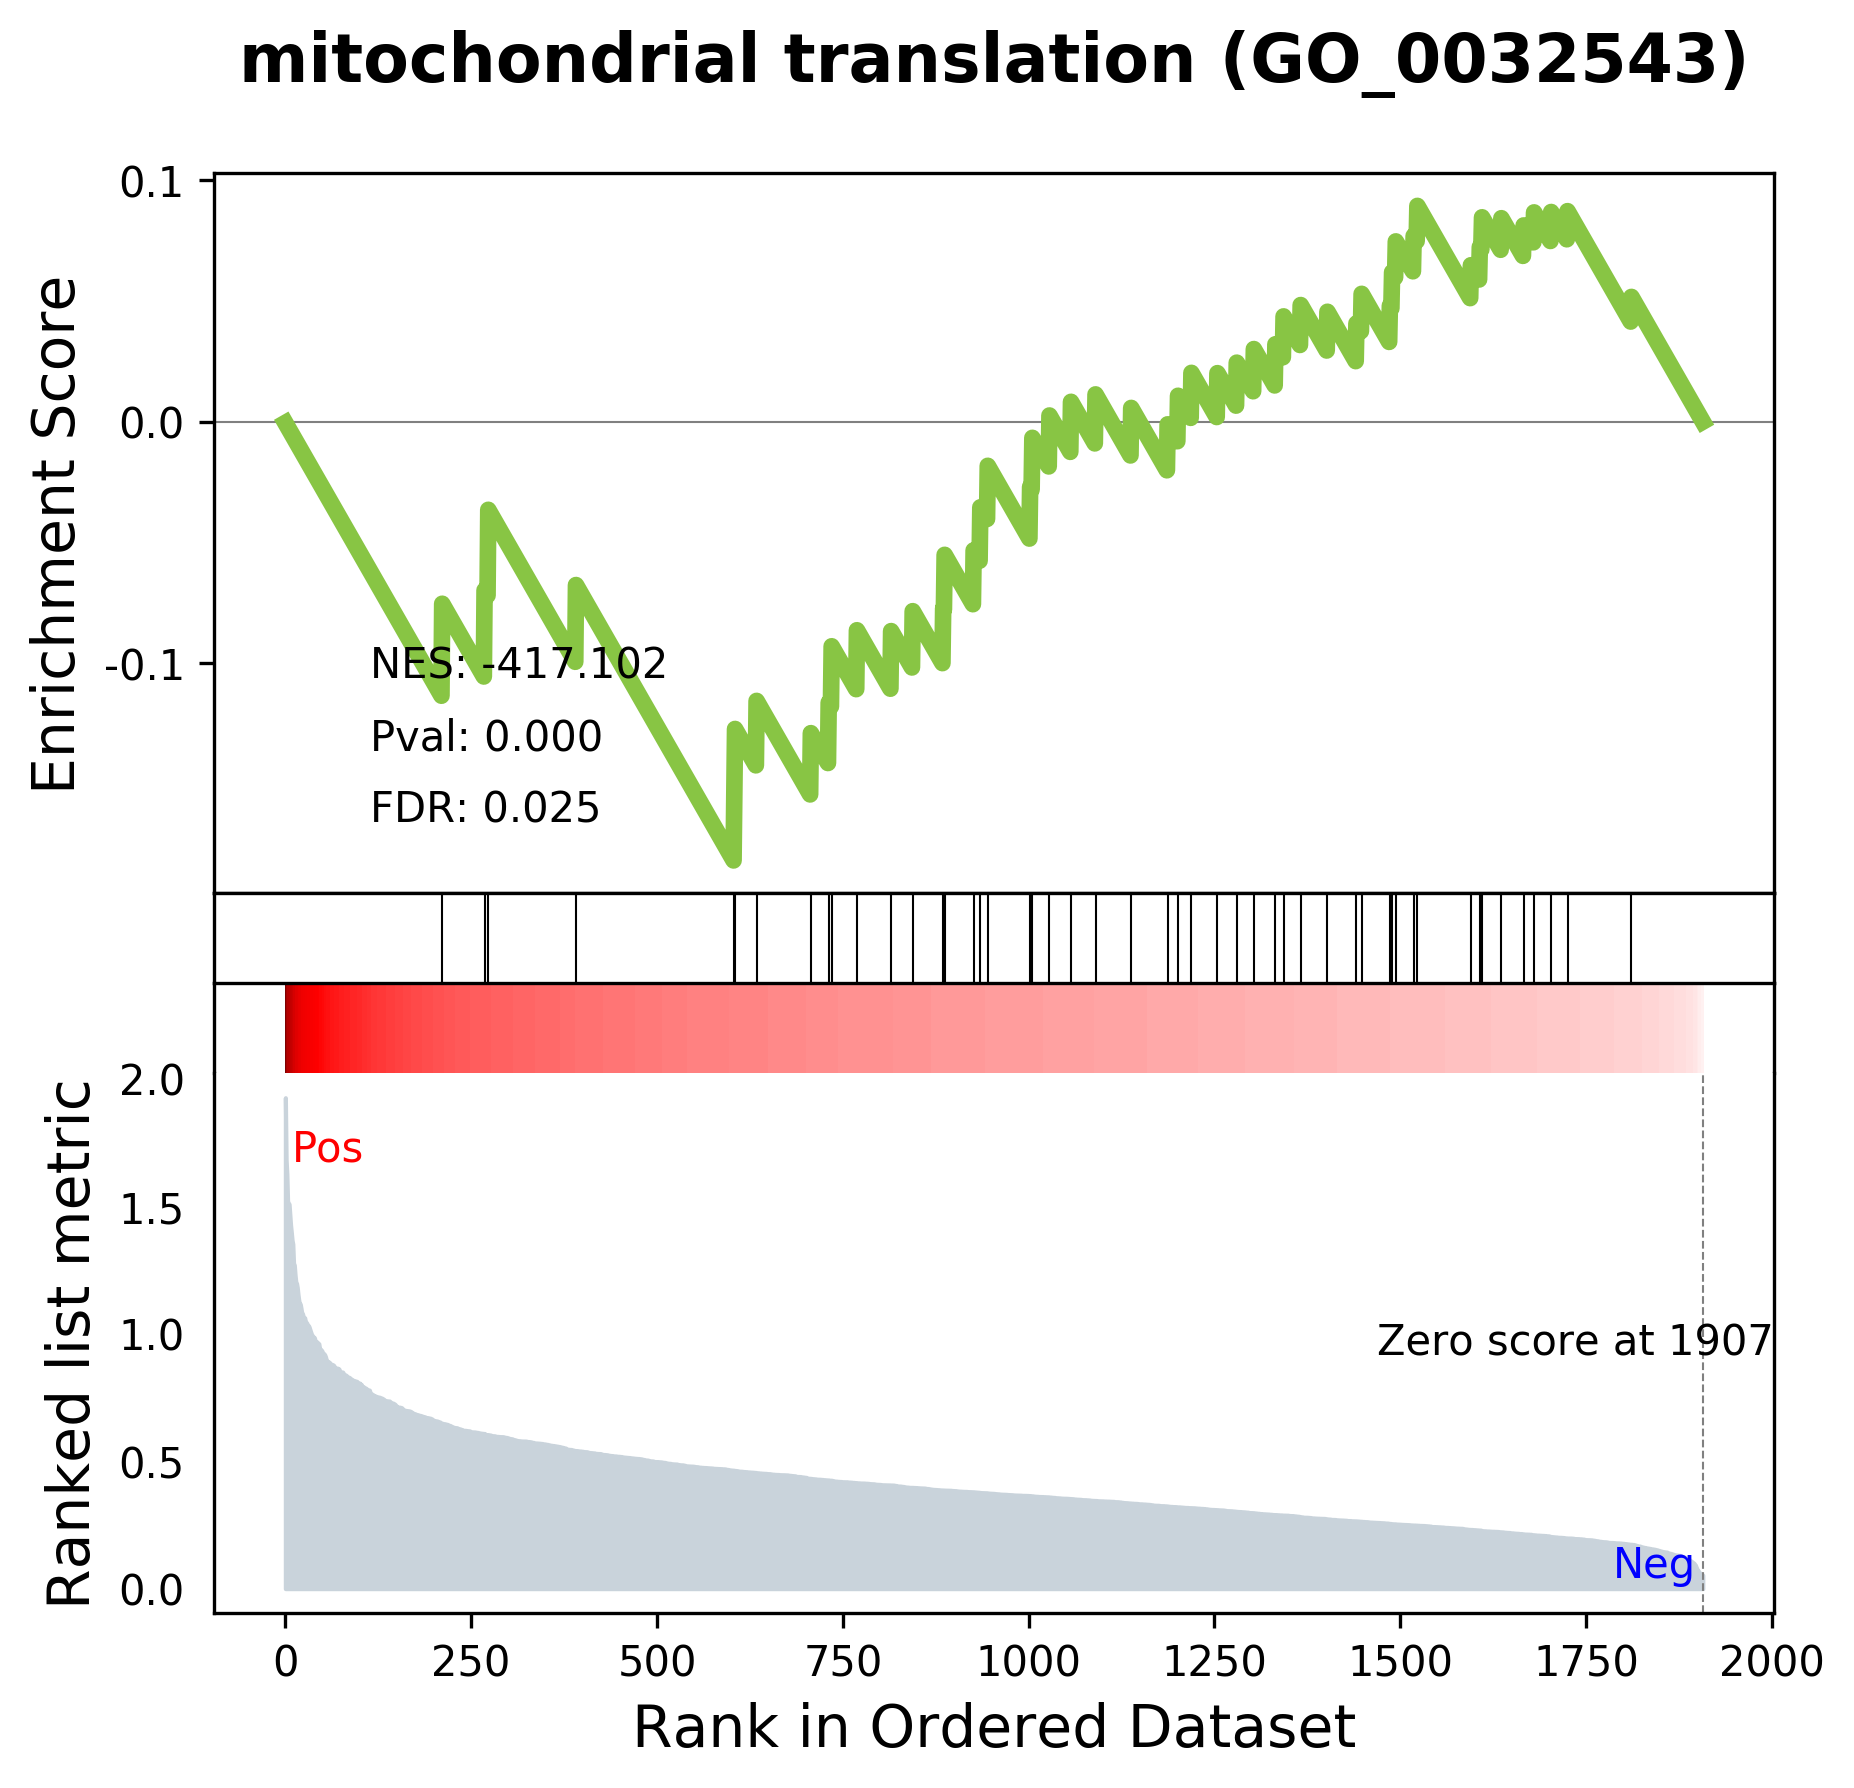 mitochondrial translation (GO_0032543)
Enrichment Score
0.1
0.0
-0.1
NES: -417.102
Pval: 0.000
FDR: 0.025
Ranked list metric
2.0
1.5
1.0
0.5
0.0
Pos
Zero score at 1907
Neg
0 250 500 750 1000 1250 1500 1750 2000
Rank in Ordered Dataset